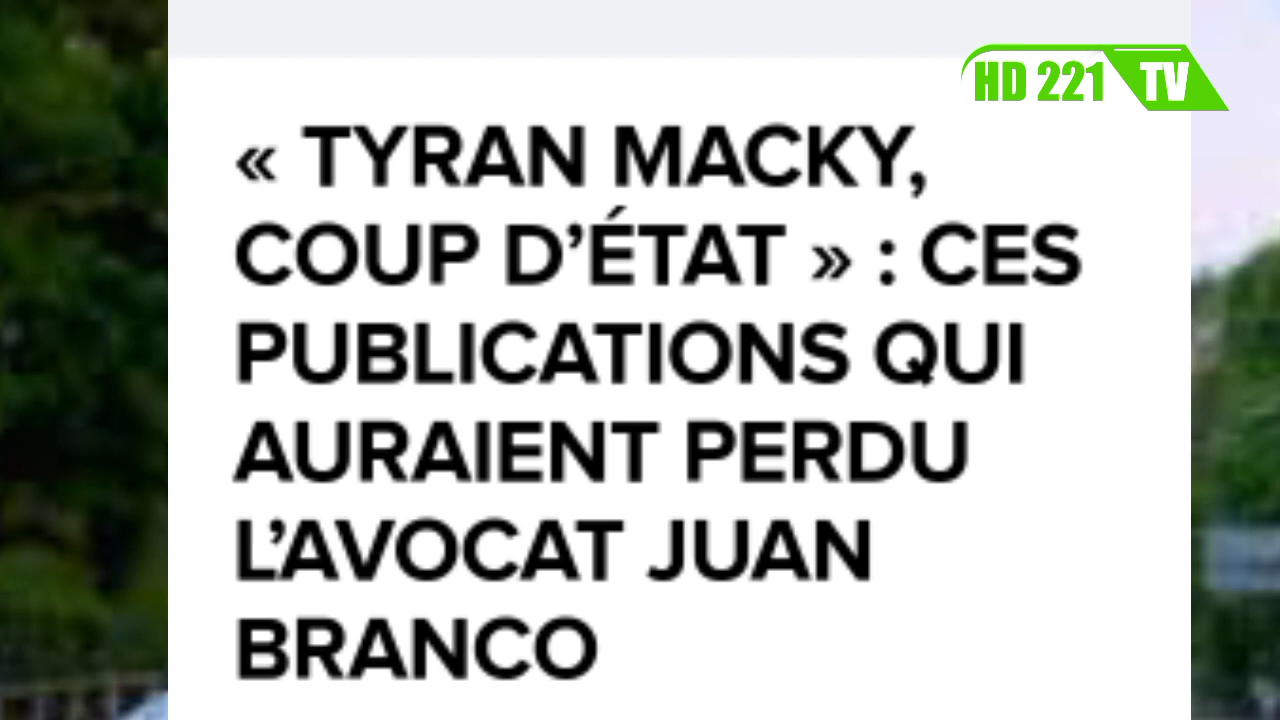 HD 221 TV
« TYRAN MACKY,
COUP D’ÉTAT » : CES
PUBLICATIONS QUI
AURAIENT PERDU
L’AVOCAT JUAN
BRANCO